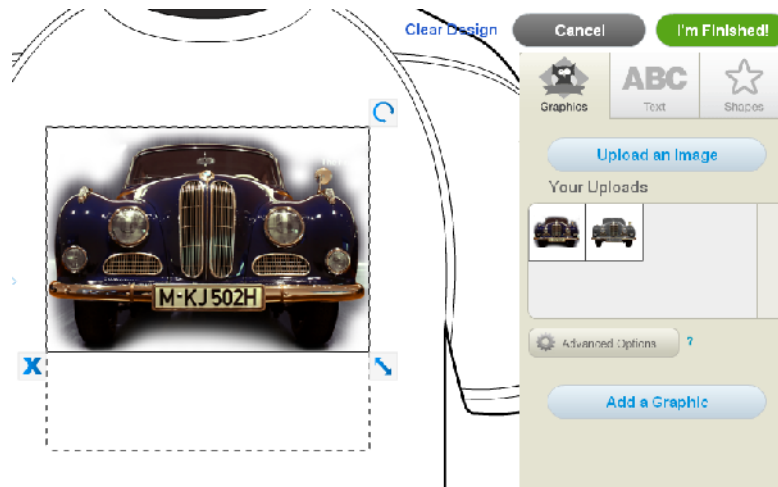 Clear Design
Cancel
I'm Finished!
Graphics
ABC
Text
Shapes
Upload an Image
Your Uploads
M-KJ 502H
Advanced Options
?
Add a Graphic